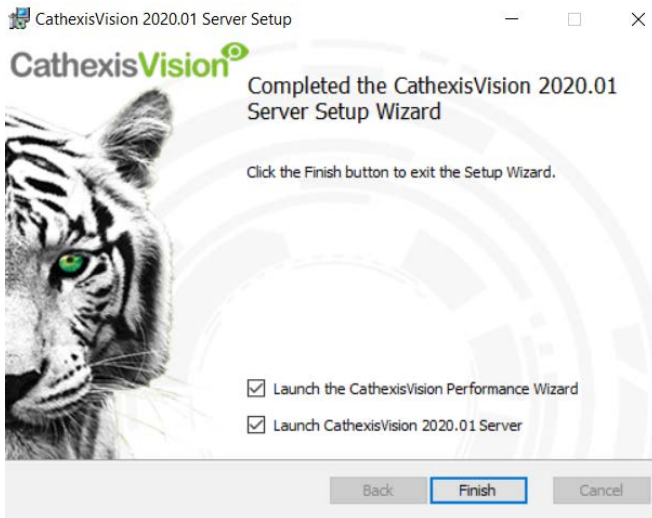 CathexisVision 2020.01 Server Setup
CathexisVision
Completed the CathexisVision 2020.01
Server Setup Wizard
Click the Finish button to exit the Setup Wizard.
Launch the CathexisVision Performance Wizard
Launch CathexisVision 2020.01 Server
Back Finish Cancel